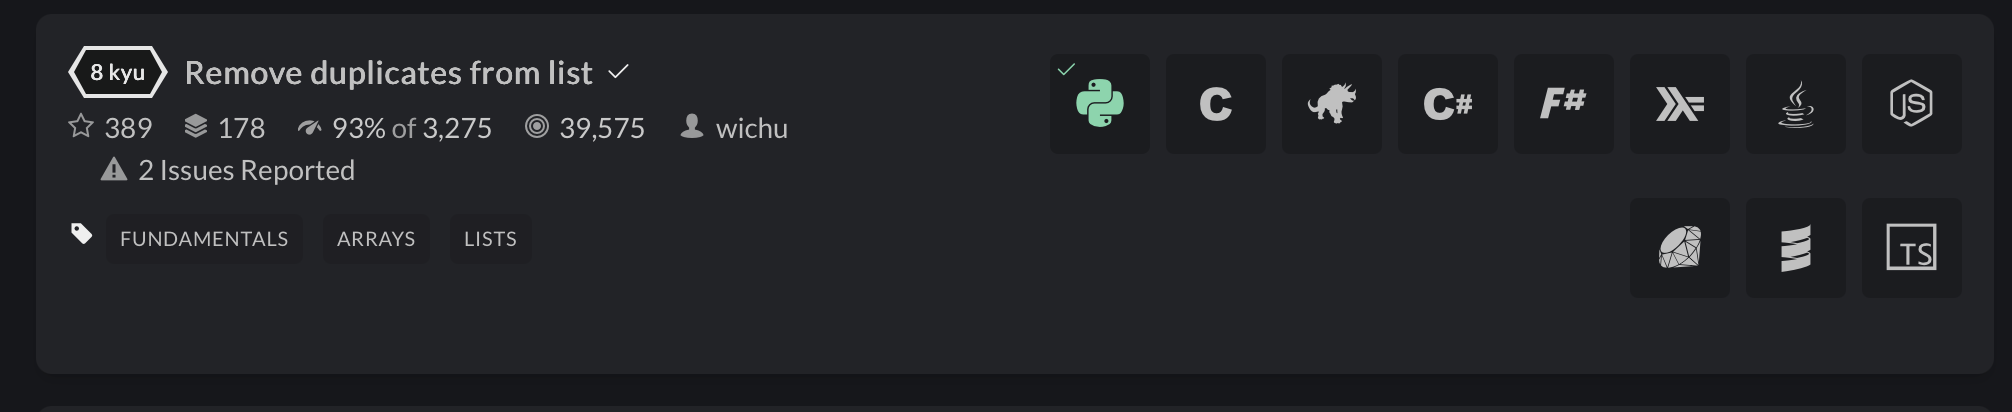 8 kyu Remove duplicates from list
389 178 93% of 3,275 39,575 wichu
2 Issues Reported
FUNDAMENTALS ARRAYS LISTS
C C# F# JS
TS